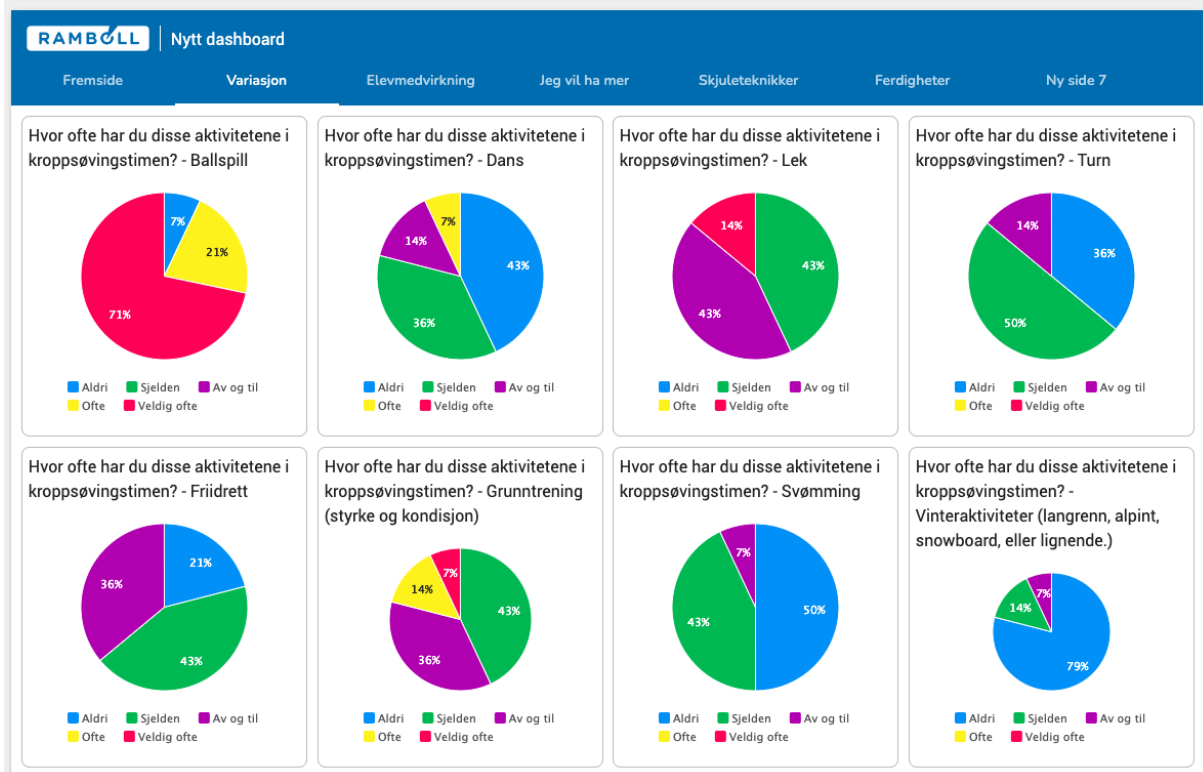 RAMBOLL Nytt dashboard
Fremside Variasjon Elevmedvirkning Jeg vil ha mer Skjuleteknikker Ferdigheter Ny side 7
Hvor ofte har du disse aktivitetene i
kroppsøvingstimen? - Ballspill
7%
21%
71%
Aldri Sjelden Av og til
Ofte Veldig ofte
Hvor ofte har du disse aktivitetene i
kroppsøvingstimen? - Dans
7%
14%
43%
36%
Aldri Sjelden Av og til
Ofte Veldig ofte
Hvor ofte har du disse aktivitetene i
kroppsøvingstimen? - Lek
14%
43%
43%
Aldri Sjelden Av og til
Ofte Veldig ofte
Hvor ofte har du disse aktivitetene i
kroppsøvingstimen? - Turn
14%
36%
50%
Aldri Sjelden Av og til
Ofte Veldig ofte
Hvor ofte har du disse aktivitetene i
kroppsøvingstimen? - Friidrett
21%
36%
43%
Aldri Sjelden Av og til
Ofte Veldig ofte
Hvor ofte har du disse aktivitetene i
kroppsøvingstimen? - Grunntrening
(styrke og kondisjon)
7%
14%
43%
36%
Aldri Sjelden Av og til
Ofte Veldig ofte
Hvor ofte har du disse aktivitetene i
kroppsøvingstimen? - Svømming
7%
50%
43%
Aldri Sjelden Av og til
Ofte Veldig ofte
Hvor ofte har du disse aktivitetene i
kroppsøvingstimen? -
Vinteraktiviteter (langrenn, alpint,
snowboard, eller lignende.)
7%
14%
79%
Aldri Sjelden Av og til
Ofte Veldig ofte